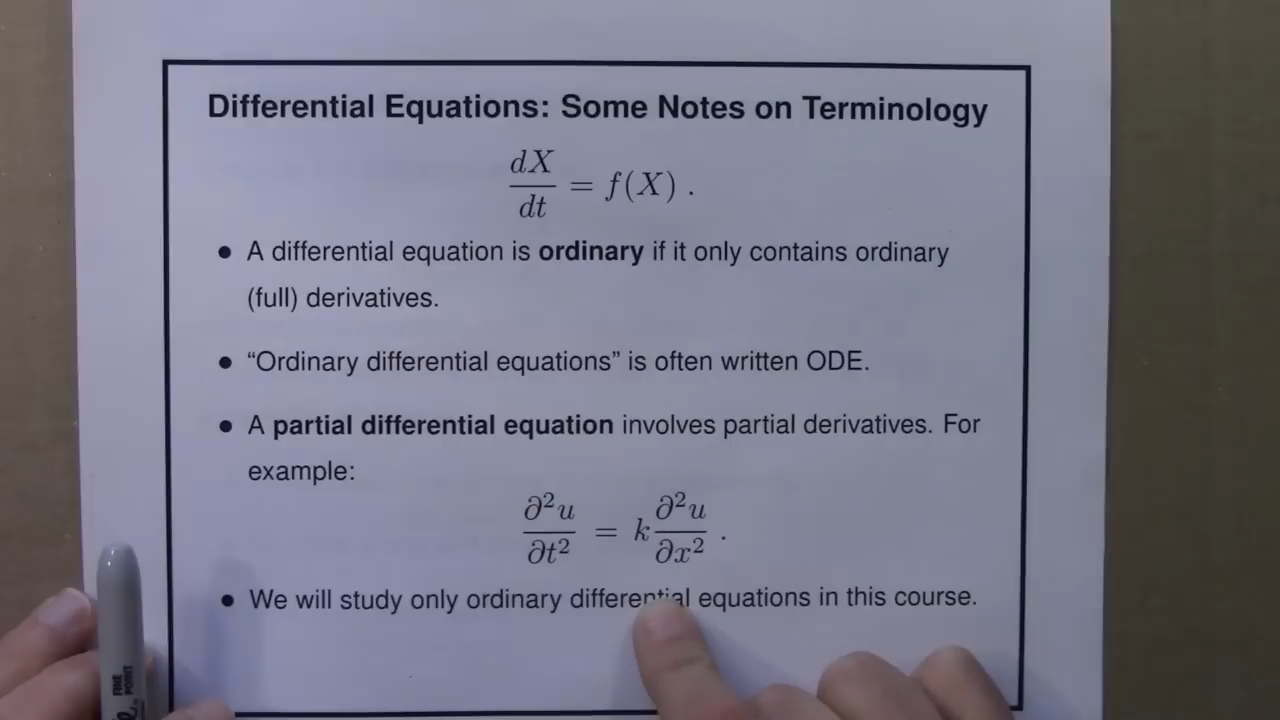 Differential Equations: Some Notes on Terminology
dX/dt = f(X) .
• A differential equation is ordinary if it only contains ordinary
(full) derivatives.
• “Ordinary differential equations” is often written ODE.
• A partial differential equation involves partial derivatives. For
example:
∂²u/∂t² = k ∂²u/∂x² .
• We will study only ordinary differential equations in this course.
FINE
POINT